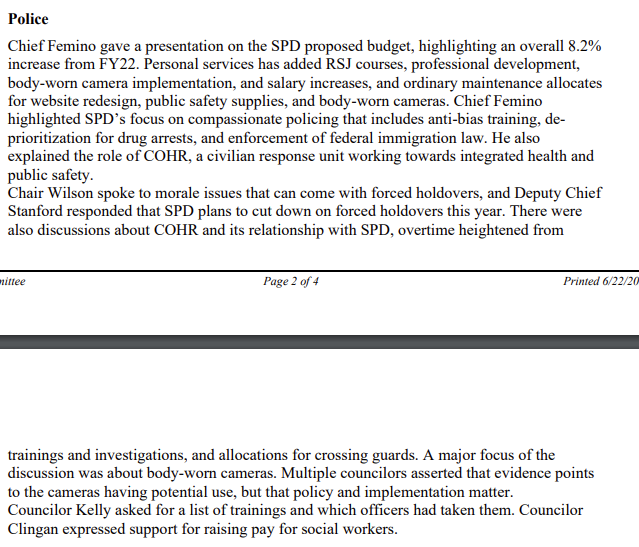 Police
Chief Femino gave a presentation on the SPD proposed budget, highlighting an overall 8.2%
increase from FY22. Personal services has added RSJ courses, professional development,
body-worn camera implementation, and salary increases, and ordinary maintenance allocates
for website redesign, public safety supplies, and body-worn cameras. Chief Femino
highlighted SPD’s focus on compassionate policing that includes anti-bias training, de-
prioritization for drug arrests, and enforcement of federal immigration law. He also
explained the role of COHR, a civilian response unit working towards integrated health and
public safety.
Chair Wilson spoke to morale issues that can come with forced holdovers, and Deputy Chief
Stanford responded that SPD plans to cut down on forced holdovers this year. There were
also discussions about COHR and its relationship with SPD, overtime heightened from
mittee Page 2 of 4 Printed 6/22/20
trainings and investigations, and allocations for crossing guards. A major focus of the
discussion was about body-worn cameras. Multiple councilors asserted that evidence points
to the cameras having potential use, but that policy and implementation matter.
Councilor Kelly asked for a list of trainings and which officers had taken them. Councilor
Clingan expressed support for raising pay for social workers.